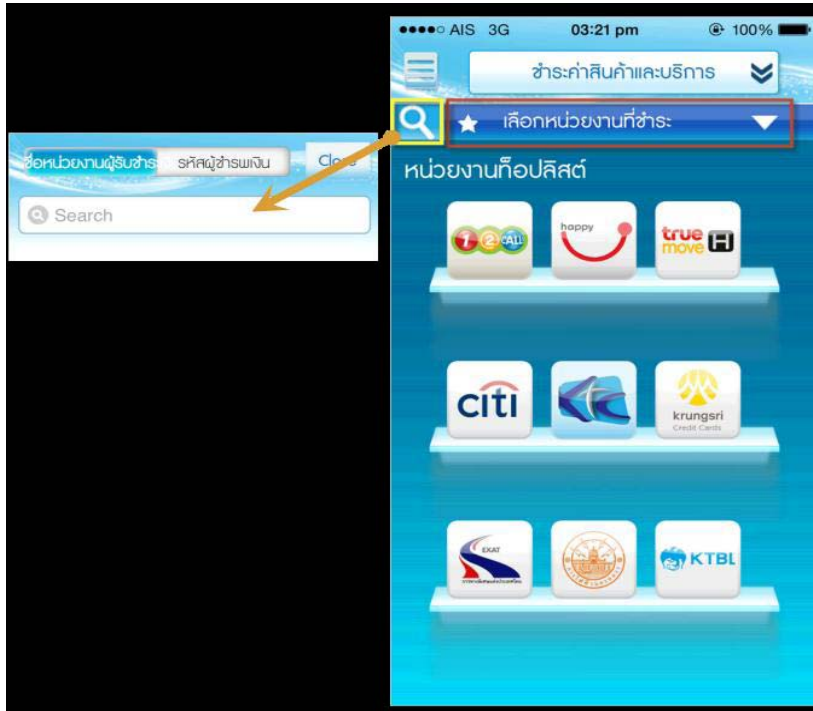 ชื่อหน่วยงานผู้รับชำร
รหัสผู้ชำรพเงิน
Search
AIS 3G 03:21 pm 100%
ชำระค่าสินค้าและบริการ
เลือกหน่วยงานที่ชำระ
หน่วยงานท็อปลิสต์
1 2 CALL
happy
true move H
citi
krungsri
Credit Cards
EXAT
KTBL